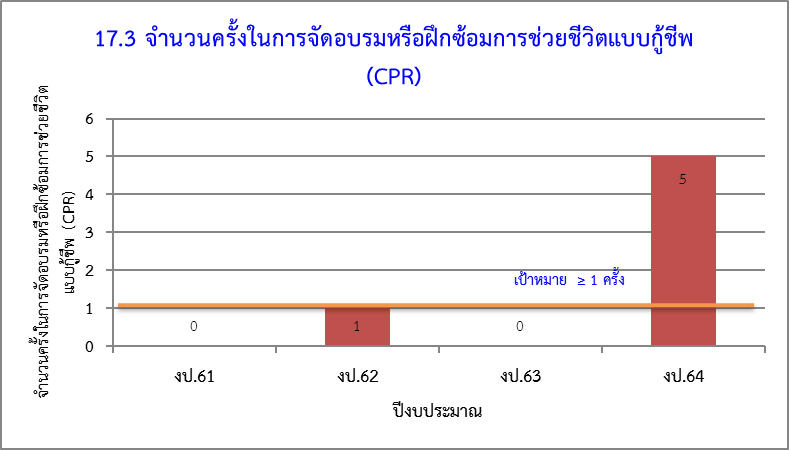 17.3 จำนวนครั้งในการจัดอบรมหรือฝึกซ้อมการช่วยชีวิตแบบกู้ชีพ
(CPR)
จำนวนครั้งในการจัดอบรมหรือฝึกซ้อมการช่วยชีวิต
แบบกู้ชีพ (CPR)
6
5
4
3
2
1
0
เป้าหมาย ≥ 1 ครั้ง
0
1
0
5
งป.61
งป.62
งป.63
งป.64
ปีงบประมาณ